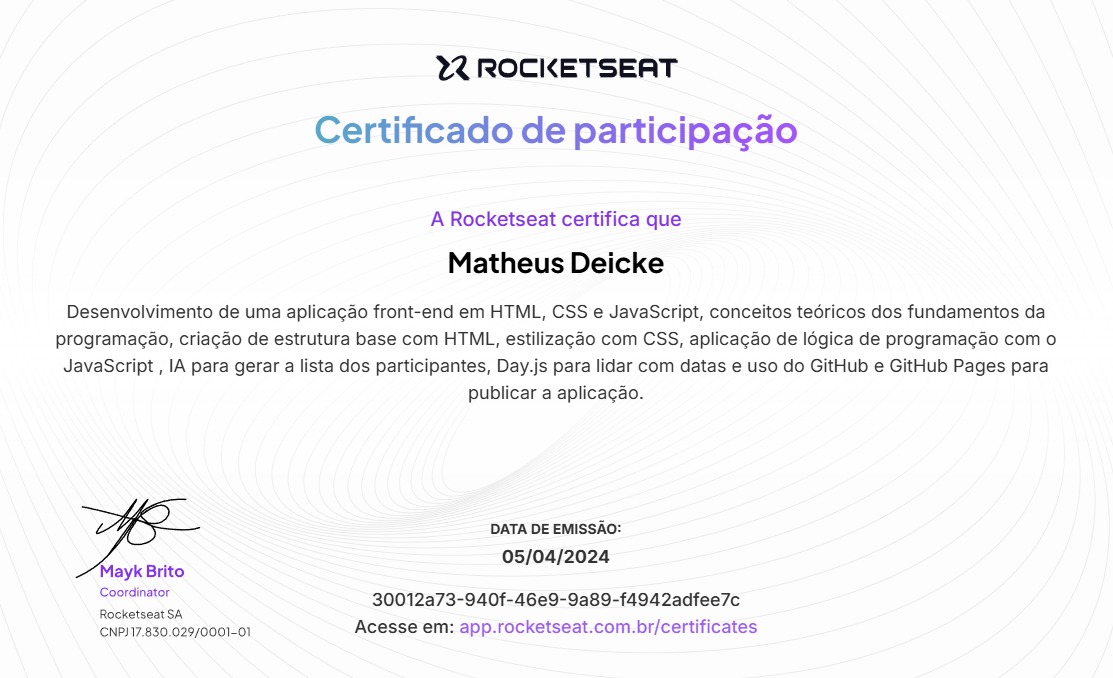 ROCKETSEAT
Certificado de participação
A Rocketseat certifica que
Matheus Deicke
Desenvolvimento de uma aplicação front-end em HTML, CSS e JavaScript, conceitos teóricos dos fundamentos da
programação, criação de estrutura base com HTML, estilização com CSS, aplicação de lógica de programação com o
JavaScript , IA para gerar a lista dos participantes, Day.js para lidar com datas e uso do GitHub e GitHub Pages para
publicar a aplicação.
Mayk Brito
Coordinator
Rocketseat SA
CNPJ 17.830.029/0001-01
DATA DE EMISSÃO:
05/04/2024
30012a73-940f-46e9-9a89-f4942adfee7c
Acesse em: app.rocketseat.com.br/certificates